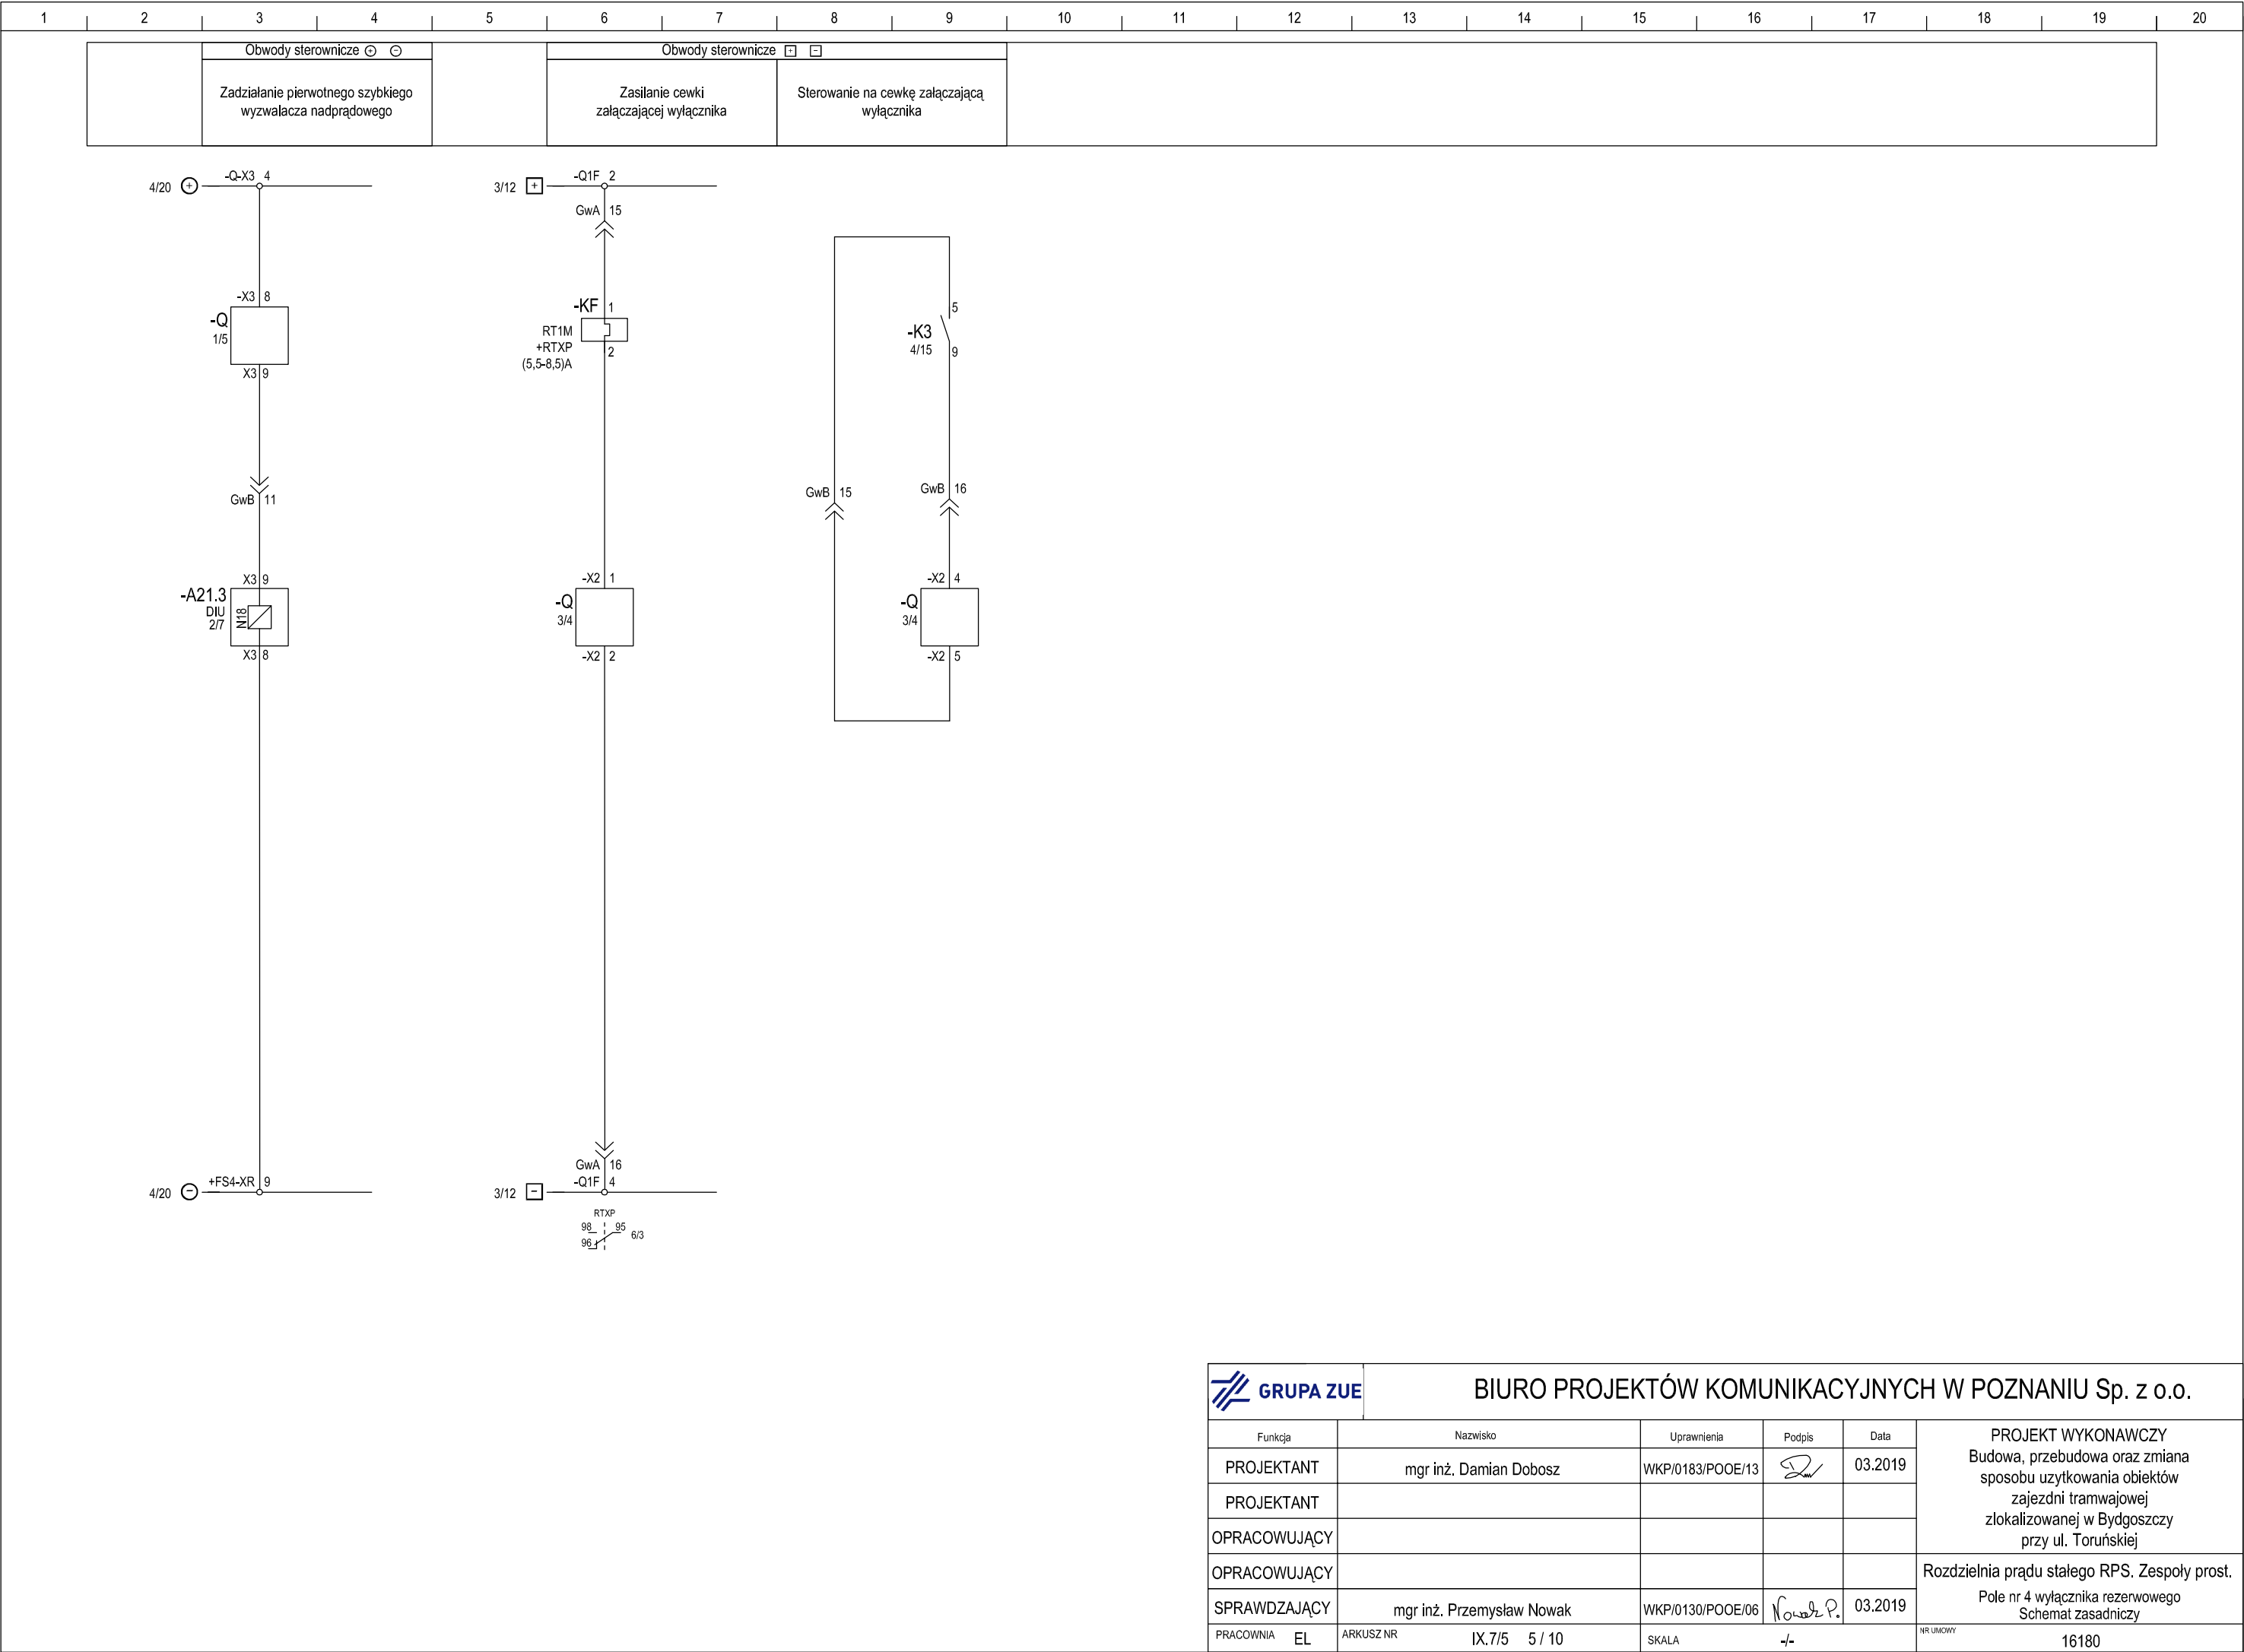 1 2 3 4 5 6 7 8 9 10 11 12 13 14 15 16 17 18 19 20
Obwody sterownicze + -
Zadziałanie pierwotnego szybkiego
wyzwalacza nadprądowego
Obwody sterownicze + -
Zasilanie cewki
załączającej wyłącznika
Sterowanie na cewkę załączającą
wyłącznika
4/20 + -Q-X3 4
-X3 8
-Q
1/5
X3 9
GwB 11
X3 9
-A21.3
DIU
2/7
N18
X3 8
4/20 - +FS4-XR 9
3/12 + -Q1F 2
GwA 15
-KF 1
RT1M
+RTXP
2
(5,5-8,5)A
-X2 1
-Q
3/4
-X2 2
GwA 16
3/12 - -Q1F 4
RTXP
98 95
6/3
96
5
-K3
4/15
9
GwB 15
GwB 16
-X2 4
-Q
3/4
-X2 5
GRUPA ZUE
BIURO PROJEKTÓW KOMUNIKACYJNYCH W POZNANIU Sp. z o.o.
Funkcja Nazwisko Uprawnienia Podpis Data
PROJEKTANT mgr inż. Damian Dobosz WKP/0183/POOE/13 03.2019
PROJEKTANT
OPRACOWUJĄCY
OPRACOWUJĄCY
SPRAWDZAJĄCY mgr inż. Przemysław Nowak WKP/0130/POOE/06 Nowak P. 03.2019
PROJEKT WYKONAWCZY
Budowa, przebudowa oraz zmiana
sposobu uzytkowania obiektów
zajezdni tramwajowej
zlokalizowanej w Bydgoszczy
przy ul. Toruńskiej
Rozdzielnia prądu stałego RPS. Zespoły prost.
Pole nr 4 wyłącznika rezerwowego
Schemat zasadniczy
PRACOWNIA EL ARKUSZ NR IX.7/5 5 / 10 SKALA -/- NR UMOWY 16180